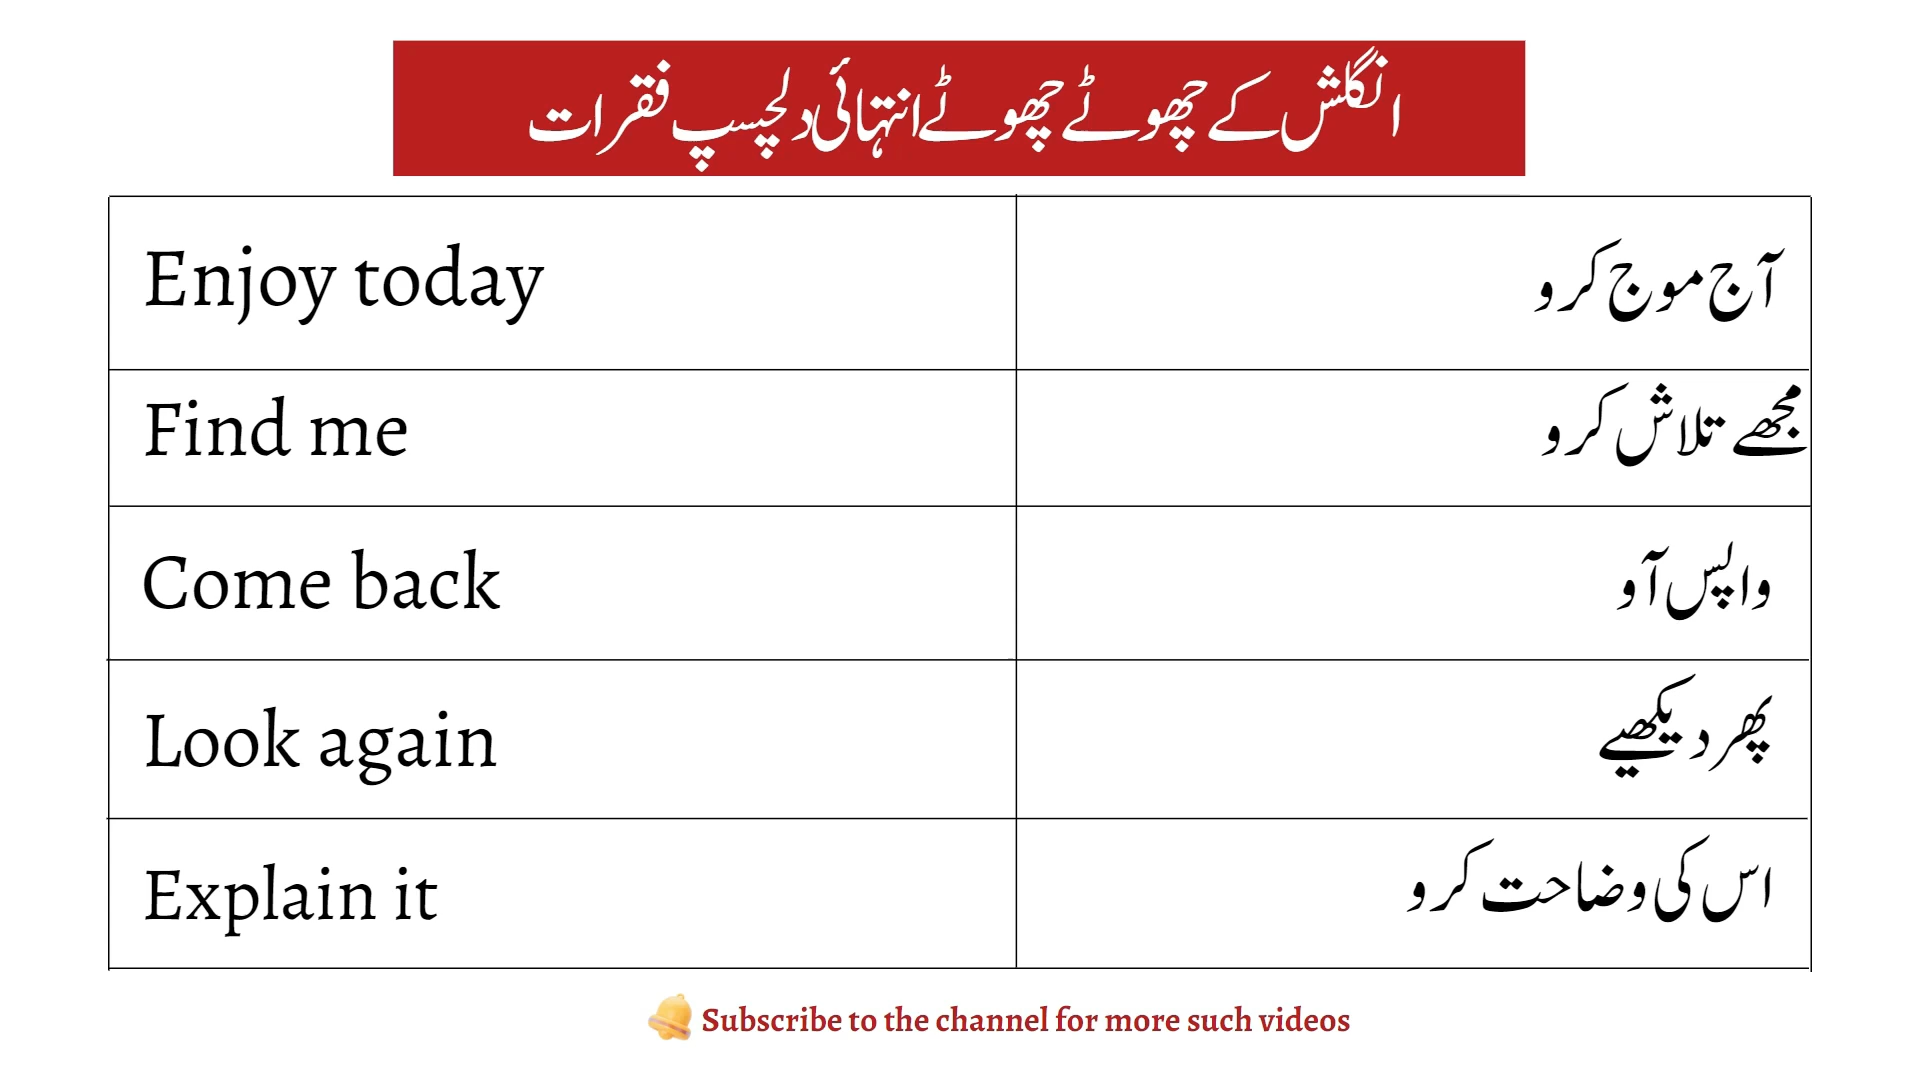 انگلش کے چھوٹے چھوٹے انتہائی دلچسپ فقرات
Enjoy today
آج موج کرو
Find me
مجھے تلاش کرو
Come back
واپس آو
Look again
پھر دیکھیے
Explain it
اس کی وضاحت کرو
Subscribe to the channel for more such videos